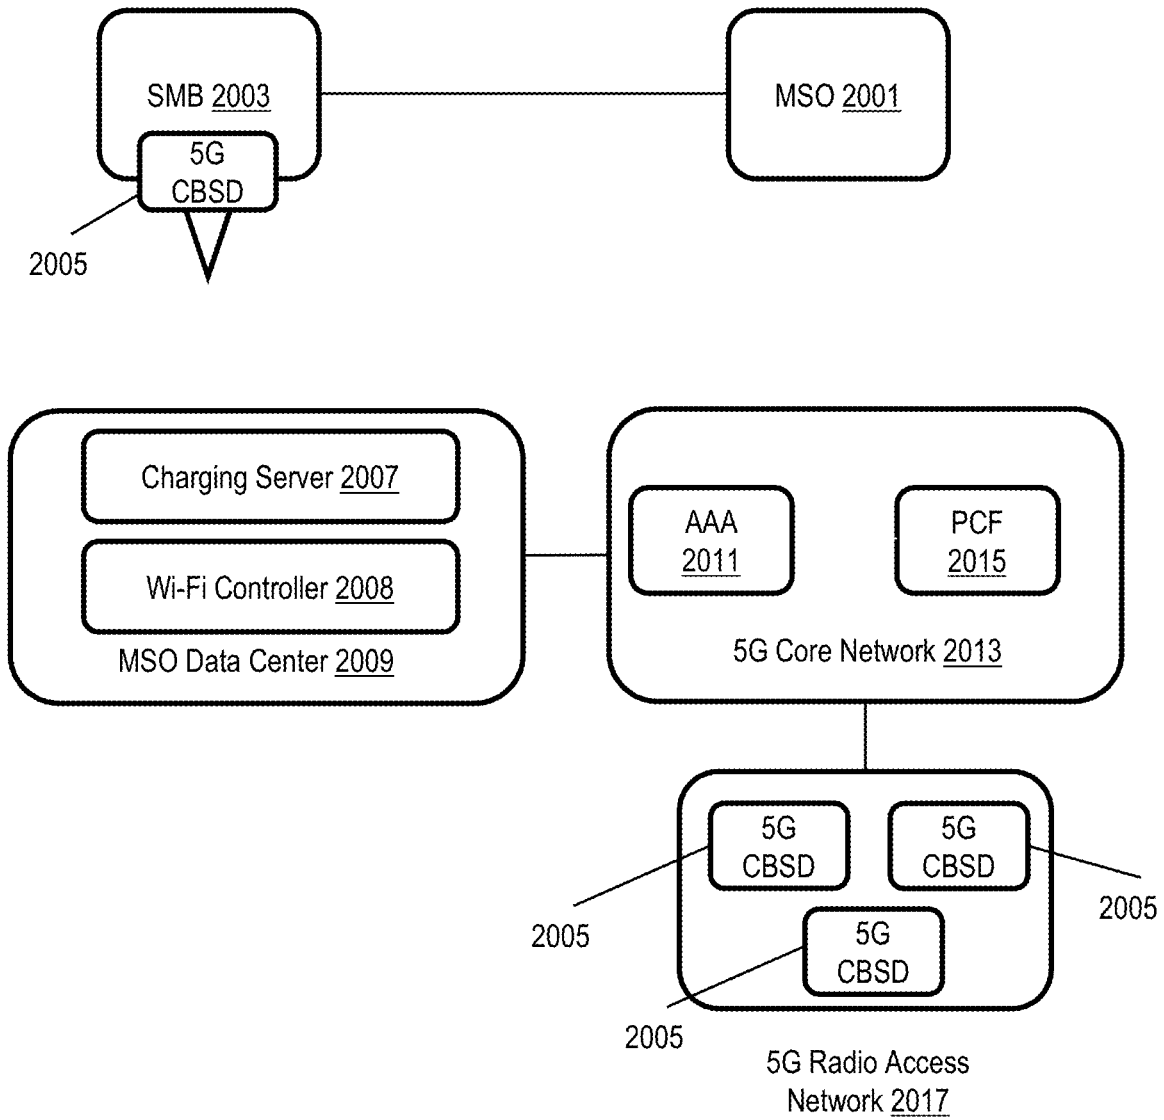 SMB 2003
MSO 2001
5G
CBSD
2005
Charging Server 2007
Wi-Fi Controller 2008
MSO Data Center 2009
AAA
2011
PCF
2015
5G Core Network 2013
5G
CBSD
5G
CBSD
2005
2005
5G
CBSD
2005
5G Radio Access
Network 2017